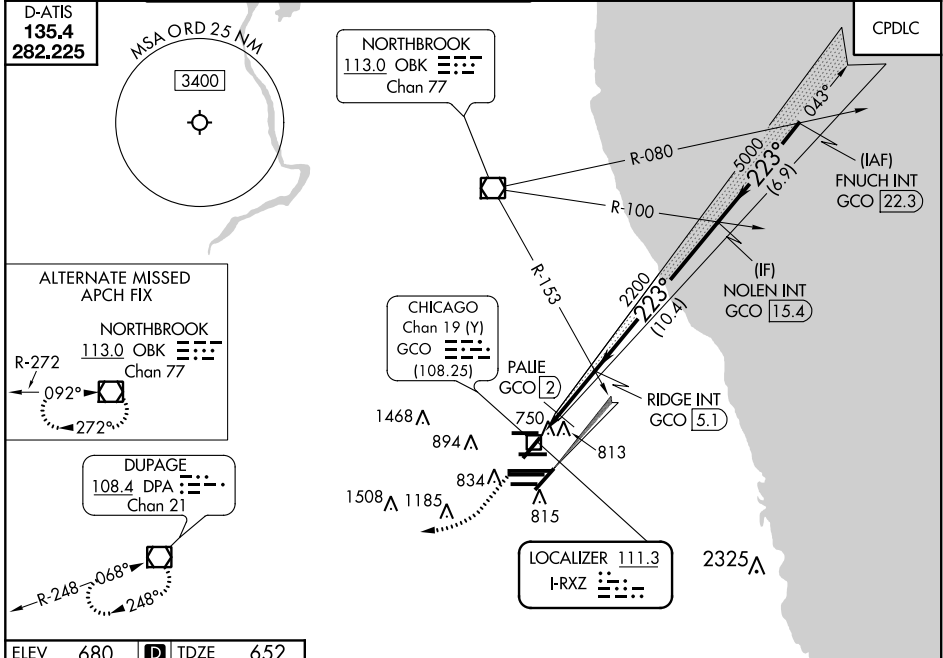 D-ATIS
135.4
282.225
MSA ORD 25 NM
3400
NORTHBROOK
113.0 OBK
Chan 77
CPDLC
043°
R-080
5000
223°
(6.9)
(IAF)
FNUCH INT
GCO 22.3
R-100
(IF)
NOLEN INT
GCO 15.4
R-153
2200
223°
(10.4)
ALTERNATE MISSED
APCH FIX
NORTHBROOK
113.0 OBK
Chan 77
R-272
092°
272°
CHICAGO
Chan 19 (Y)
GCO
(108.25)
PALIE
GCO 2
RIDGE INT
GCO 5.1
1468
894
750
813
834
1508
1185
815
DUPAGE
108.4 DPA
Chan 21
R-248
068°
248°
LOCALIZER 111.3
I-RXZ
2325
ELEV 680 D TDZE 652